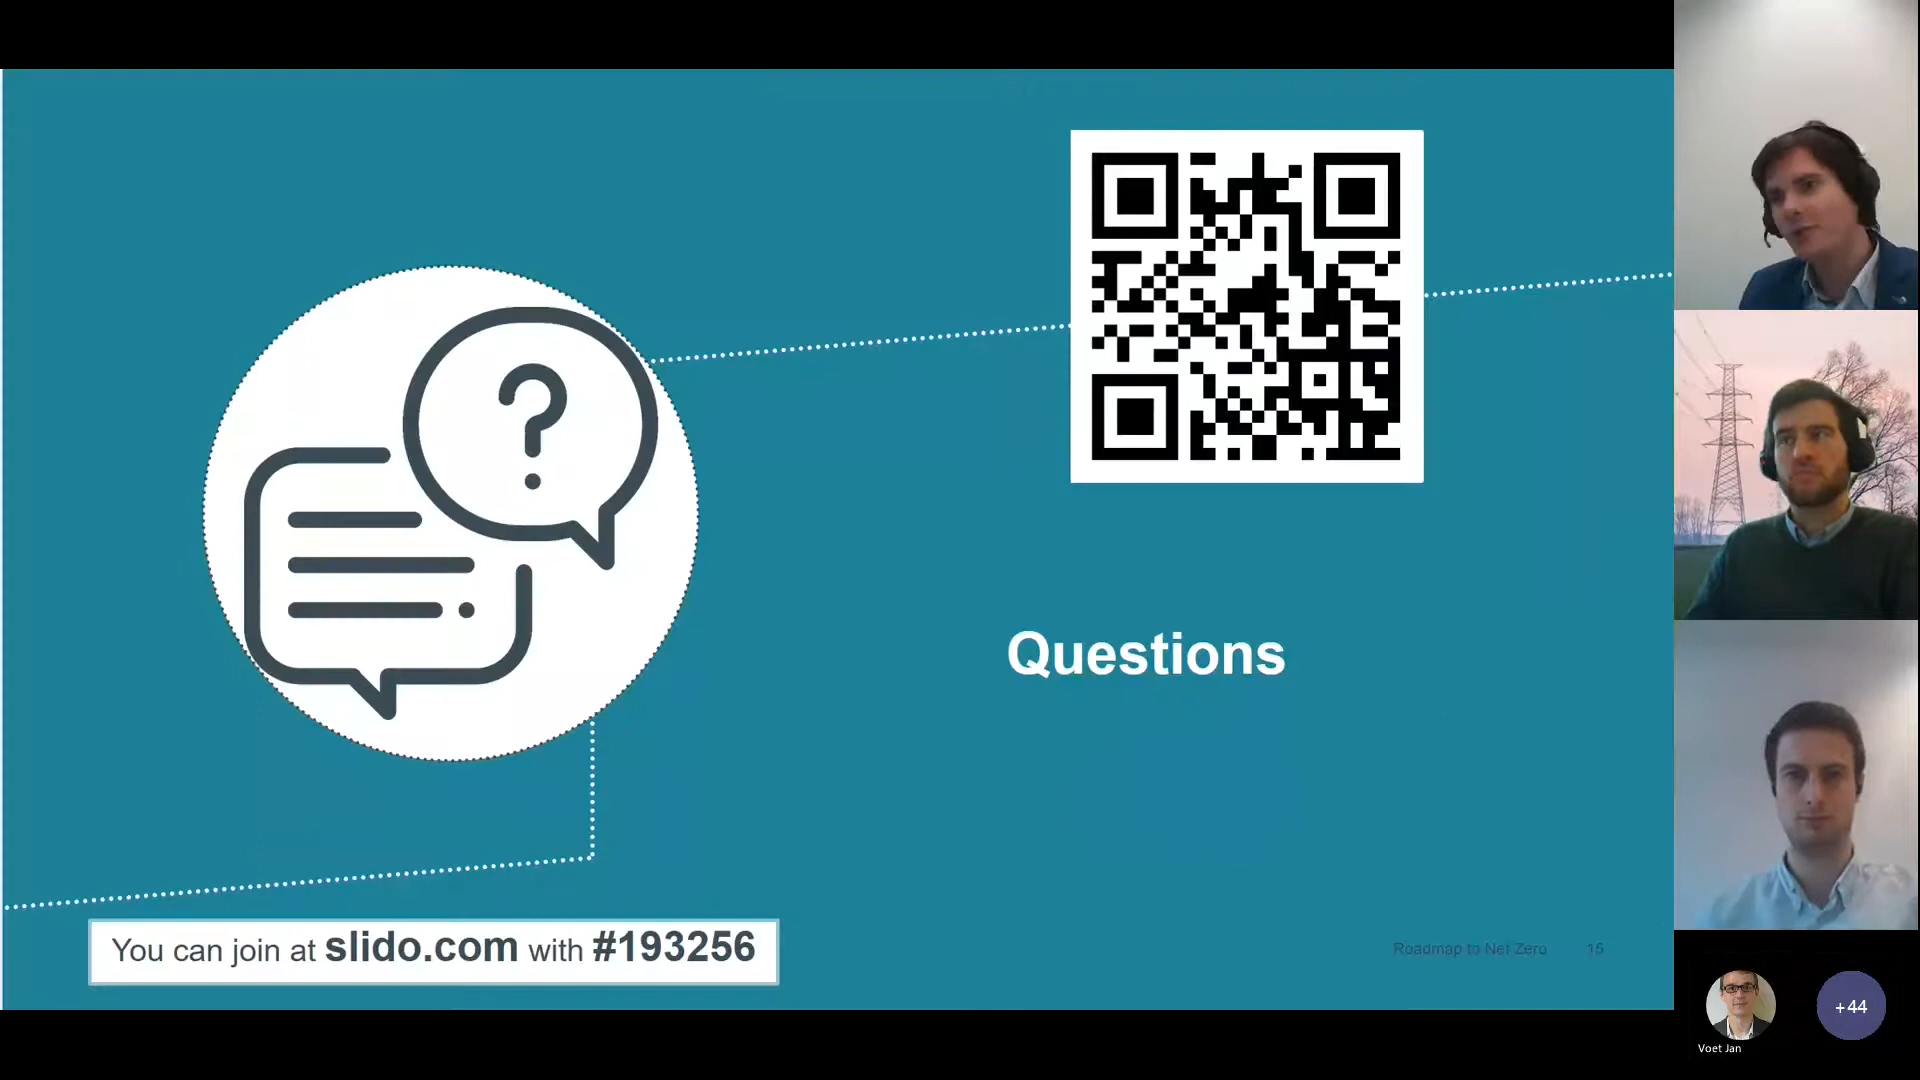 Questions
You can join at slido.com with #193256
Roadmap to Net Zero 15
+44
Voet Jan